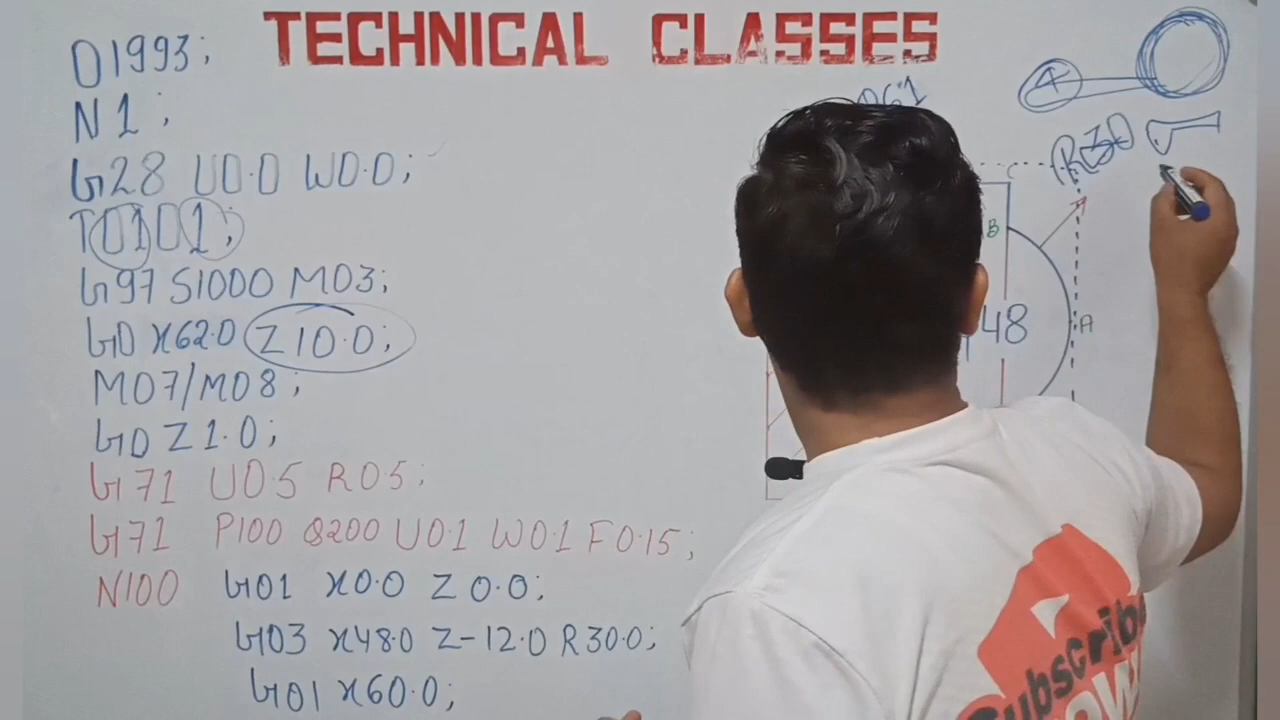 TECHNICAL CLASSES
O1993;
N1;
G28 U0.0 W0.0;
T0101;
G97 S1000 M03;
G0 X62.0 Z10.0;
M07/M08;
G0 Z1.0;
G71 U0.5 R0.5;
G71 P100 Q200 U0.1 W0.1 F0.15;
N100 G01 X0.0 Z0.0;
G03 X48.0 Z-12.0 R30.0;
G01 X60.0;
R30
C
B
48
A
Subscribe